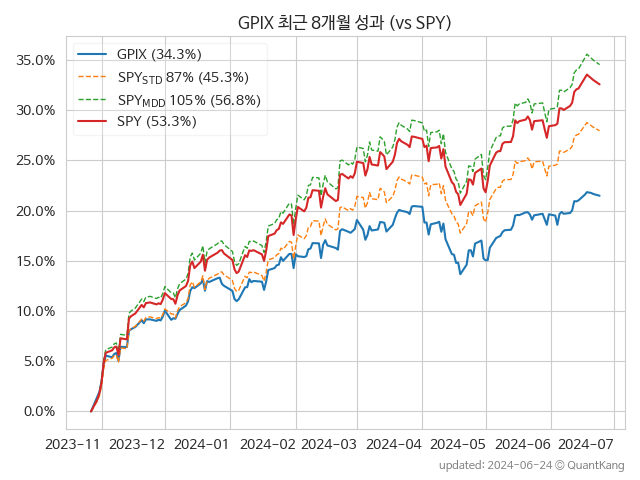 GPIX 최근 8개월 성과 (vs SPY)
GPIX (34.3%)
SPY_STD 87% (45.3%)
SPY_MDD 105% (56.8%)
SPY (53.3%)
35.0%
30.0%
25.0%
20.0%
15.0%
10.0%
5.0%
0.0%
2023-11 2023-12 2024-01 2024-02 2024-03 2024-04 2024-05 2024-06 2024-07
updated: 2024-06-24 © QuantKang